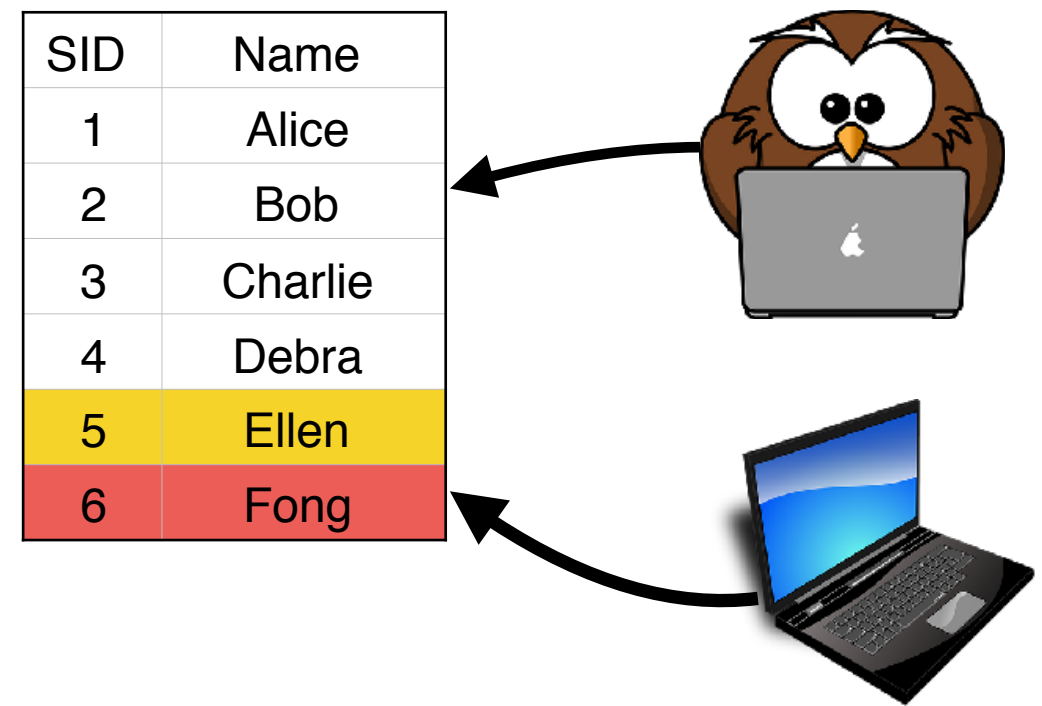 SID Name
1 Alice
2 Bob
3 Charlie
4 Debra
5 Ellen
6 Fong